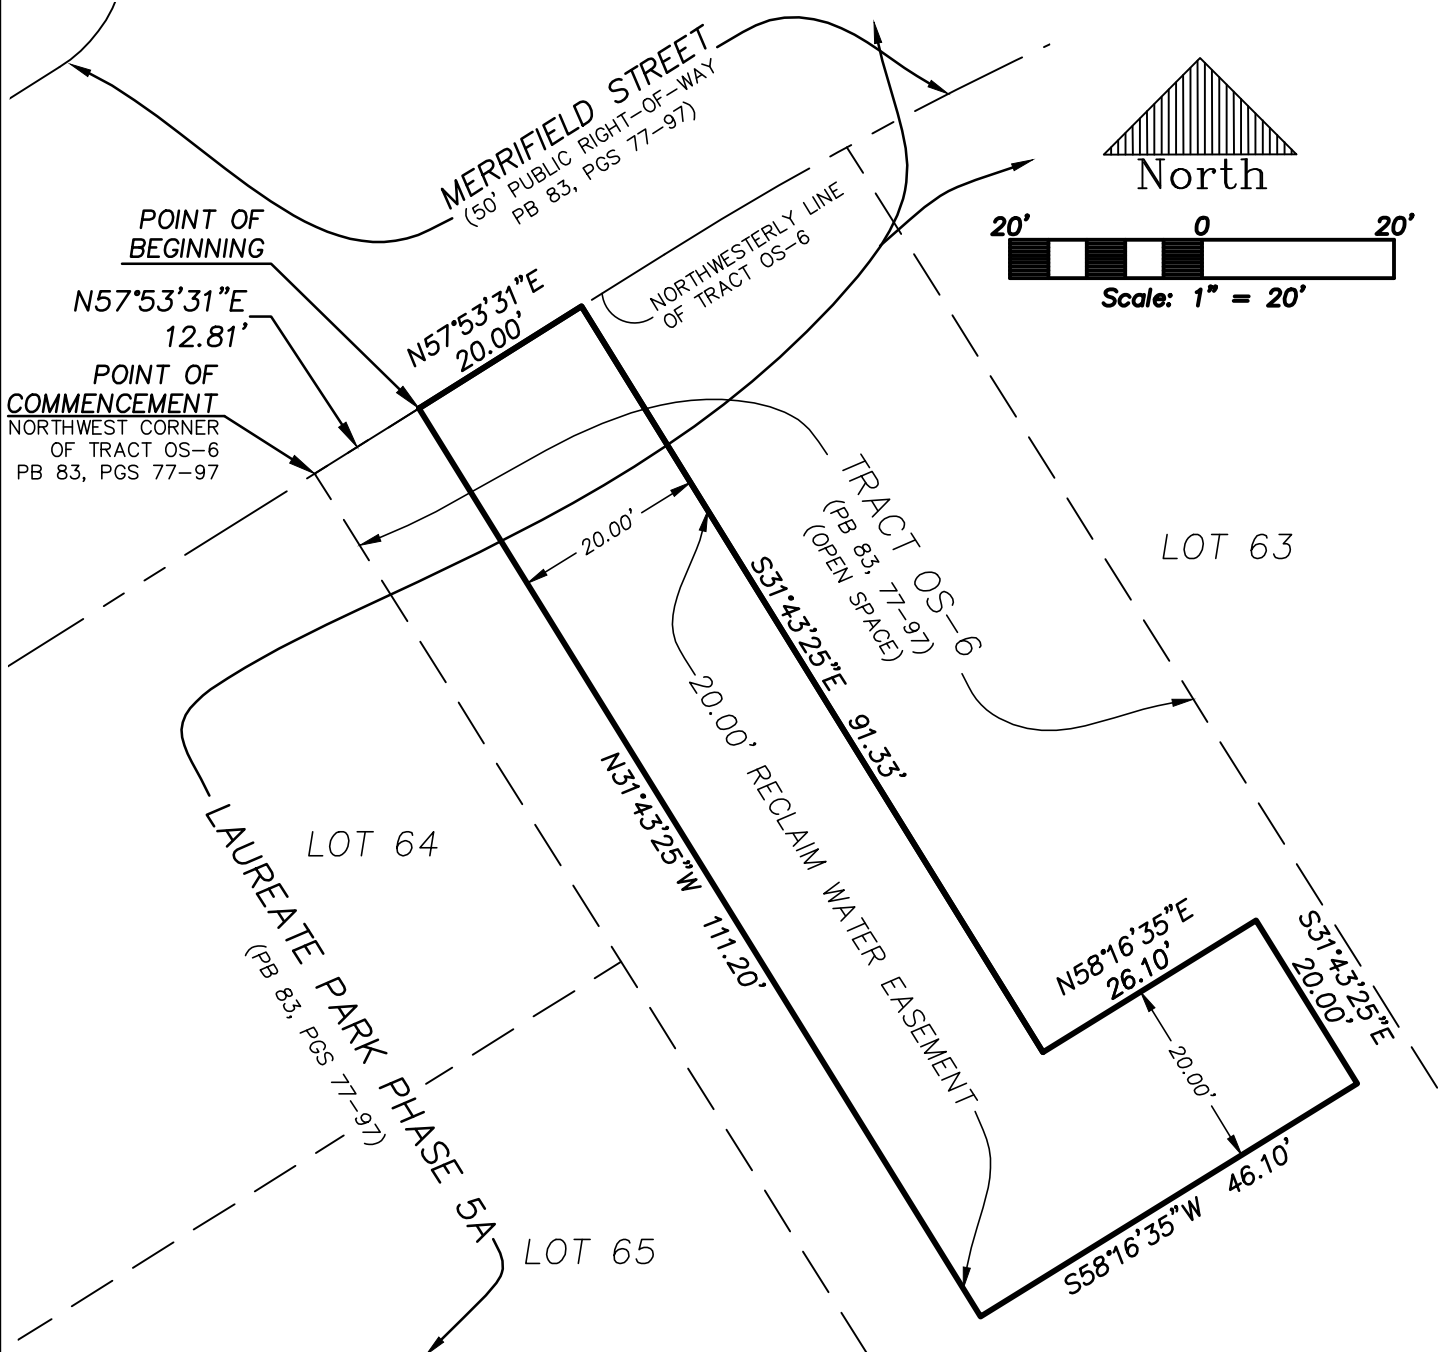 MERRIFIELD STREET
(50' PUBLIC RIGHT-OF-WAY
PB 83, PGS 77-97)
North
20' 0 20'
Scale: 1" = 20'
POINT OF
BEGINNING
N57°53'31"E
12.81'
POINT OF
COMMENCEMENT
NORTHWEST CORNER
OF TRACT OS-6
PB 83, PGS 77-97
N57°53'31"E
20.00'
NORTHWESTERLY LINE
OF TRACT OS-6
20.00'
TRACT OS-6
(PB 83, 77-97)
(OPEN SPACE)
LOT 63
S31°43'25"E 91.33'
20.00' RECLAIM WATER EASEMENT
N31°43'25"W 111.20'
LOT 64
LAUREATE PARK PHASE 5A
(PB 83, PGS 77-97)
N58°16'35"E
26.10'
S31°43'25"E
20.00'
20.00'
S58°16'35"W 46.10'
LOT 65